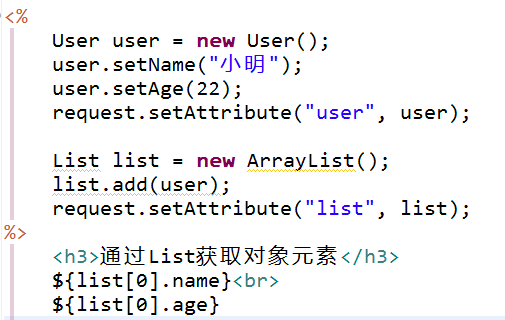 <%
User user = new User();
user.setName("小明");
user.setAge(22);
request.setAttribute("user", user);
List list = new ArrayList();
list.add(user);
request.setAttribute("list", list);
%>
<h3>通过List获取对象元素</h3>
${list[0].name}<br>
${list[0].age}